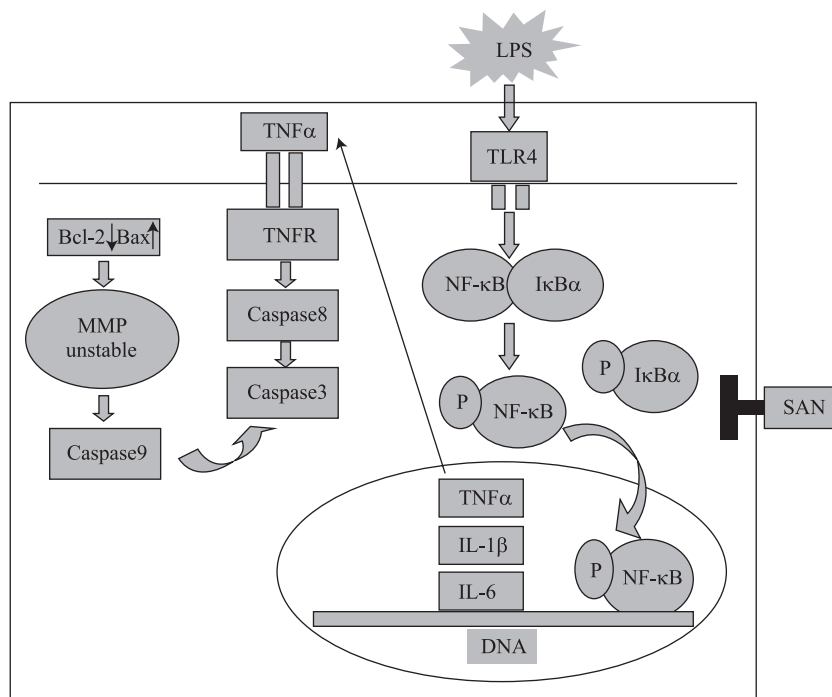 LPS
TNFα
TLR4
Bcl-2 Bax
TNFR
NF-κB IκBα
MMP
unstable
Caspase8
P IκBα
Caspase3
P NF-κB
SAN
Caspase9
TNFα
IL-1β
P NF-κB
IL-6
DNA